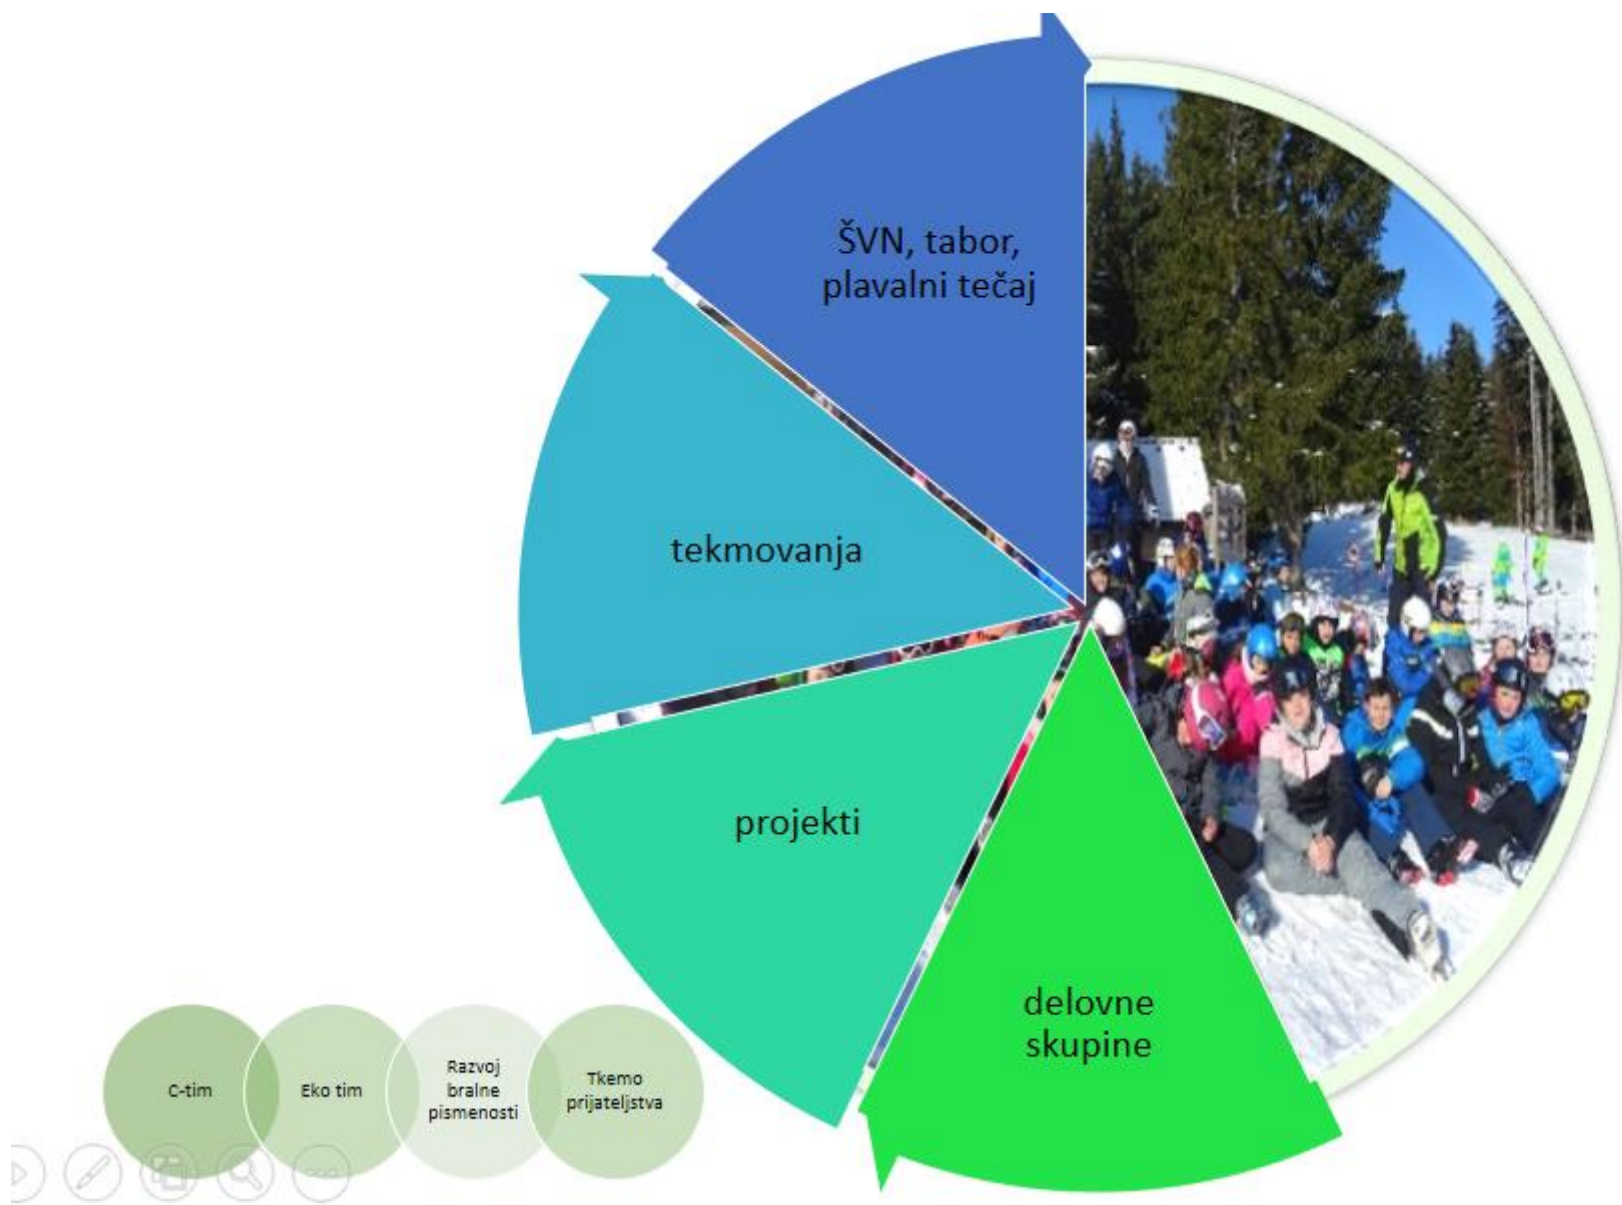 ŠVN, tabor,
plavalni tečaj
tekmovanja
projekti
delovne
skupine
C-tim
Eko tim
Razvoj
bralne
pismenosti
Tkemo
prijateljstva